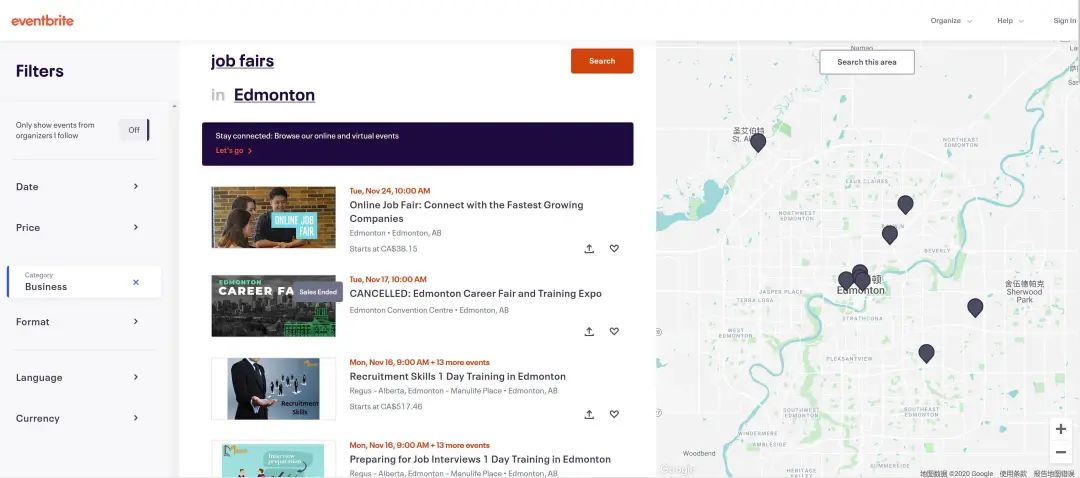 eventbrite
Organize
Help
Sign In
Filters
Only show events from
organizers I follow
Off
Date
Price
Category
Business
Format
Language
Currency
job fairs
Search
in Edmonton
Stay connected: Browse our online and virtual events
Let's go
ONLINE JOB
FAIR
Tue, Nov 24, 10:00 AM
Online Job Fair: Connect with the Fastest Growing
Companies
Edmonton • Edmonton, AB
Starts at CA$38.15
EDMONTON
CAREER FA
Sales Ended
Tue, Nov 17, 10:00 AM
CANCELLED: Edmonton Career Fair and Training Expo
Edmonton Convention Centre • Edmonton, AB
Recruitment
Skills
Mon, Nov 16, 9:00 AM + 13 more events
Recruitment Skills 1 Day Training in Edmonton
Regus - Alberta, Edmonton - Manulife Place • Edmonton, AB
Starts at CA$517.46
Interview
preparation
Mon, Nov 16, 9:00 AM + 13 more events
Preparing for Job Interviews 1 Day Training in Edmonton
Regus - Alberta, Edmonton - Manulife Place • Edmonton, AB
Namao
Search this area
圣艾伯特
St. Al
NORTHEAST
EDMONTON
EAUX CLAIRES
NORTHWEST
EDMONTON
BEVERLY
顿
Edmonton
JASPER PLACE
TERRA LOSA
舍伍德帕克
Sherwood
Park
STRATHCONA
WEST
EDMONTON
PLEASANTVIEW
SOUTHWEST
EDMONTON
SOUTHEAST
EDMONTON
WINDERMERE
AMBLESIDE
Woodbend
SUMMERSIDE
HERITAGE
VALLEY
Google
地图数据 ©2020 Google
使用条款
报告地图错误